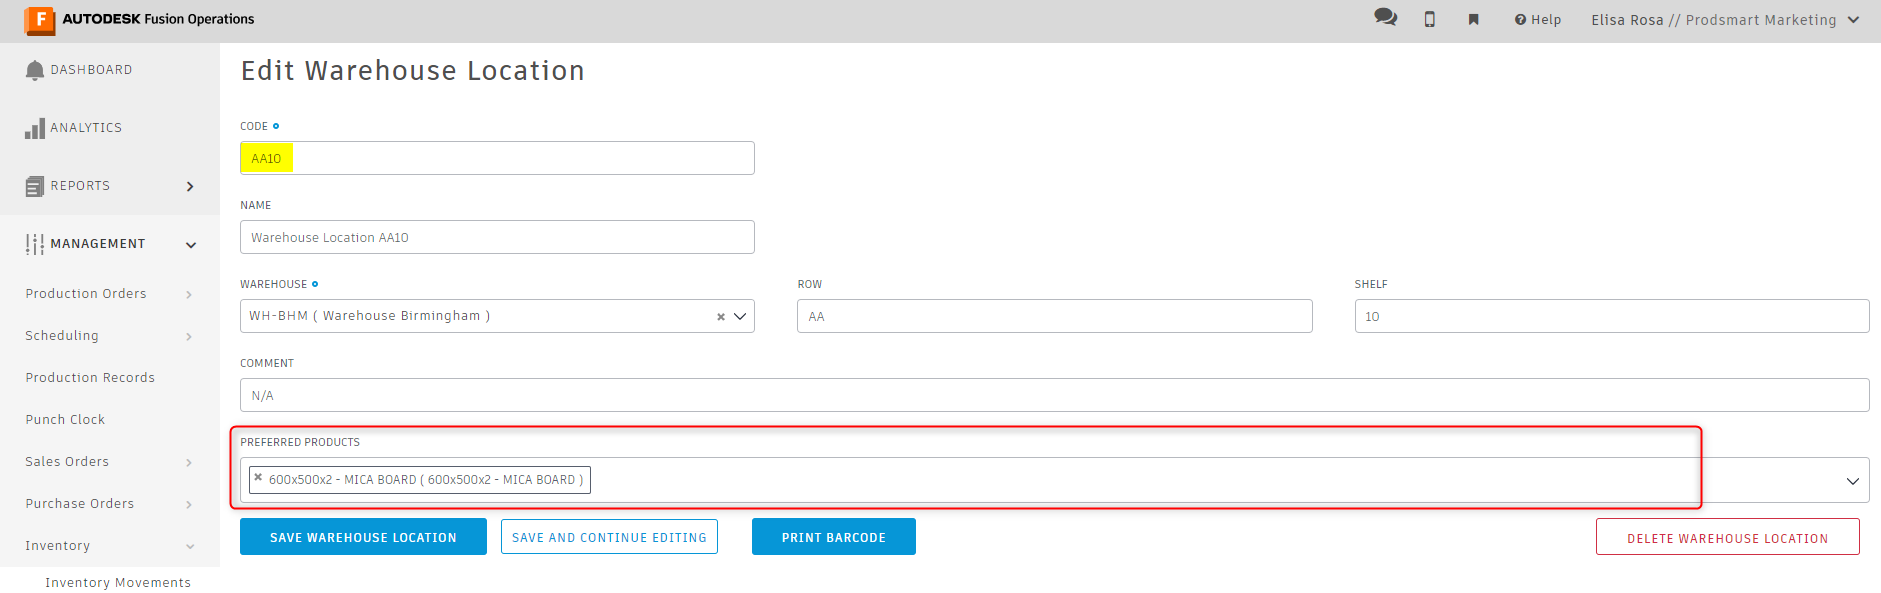 F AUTODESK Fusion Operations
Help
Elisa Rosa // Prodsmart Marketing
DASHBOARD
ANALYTICS
REPORTS
MANAGEMENT
Production Orders
Scheduling
Production Records
Punch Clock
Sales Orders
Purchase Orders
Inventory
Inventory Movements
Edit Warehouse Location
CODE
AA10
NAME
Warehouse Location AA10
WAREHOUSE
WH-BHM ( Warehouse Birmingham )
ROW
AA
SHELF
10
COMMENT
N/A
PREFERRED PRODUCTS
600x500x2 - MICA BOARD ( 600x500x2 - MICA BOARD )
SAVE WAREHOUSE LOCATION
SAVE AND CONTINUE EDITING
PRINT BARCODE
DELETE WAREHOUSE LOCATION